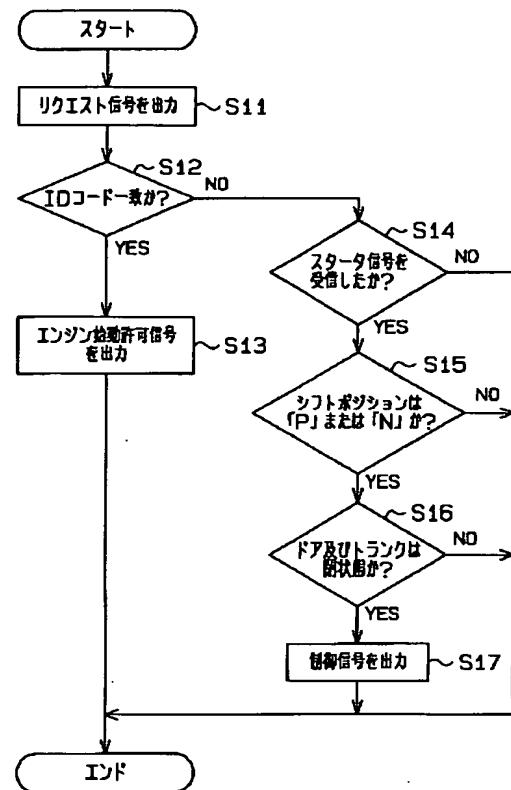 スタート
リクエスト信号を出力
S11
S12
IDコード一致か?
NO
YES
エンジン始動許可信号
を出力
S13
S14
スタータ信号を
受信したか?
NO
YES
S15
シフトポジションは
「P」または「N」か?
NO
YES
S16
ドア及びトランクは
閉状態か?
NO
YES
制御信号を出力
S17
エンド